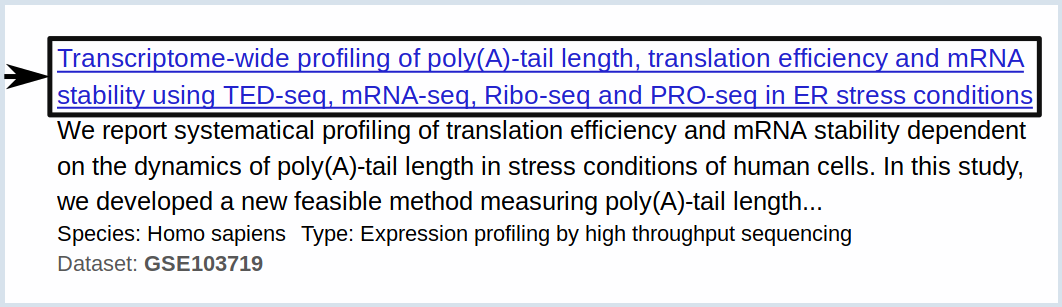 Transcriptome-wide profiling of poly(A)-tail length, translation efficiency and mRNA
stability using TED-seq, mRNA-seq, Ribo-seq and PRO-seq in ER stress conditions
We report systematical profiling of translation efficiency and mRNA stability dependent
on the dynamics of poly(A)-tail length in stress conditions of human cells. In this study,
we developed a new feasible method measuring poly(A)-tail length...
Species: Homo sapiens Type: Expression profiling by high throughput sequencing
Dataset: GSE103719